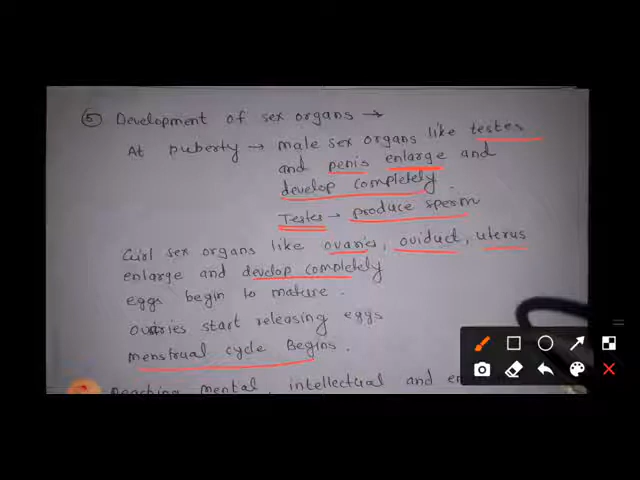 ⑤ Development of sex organs →
At puberty → male sex organs like testes
and penis enlarge and
develop completely.
Testes → produce sperm
Girl sex organs like ovaries, oviduct, uterus
enlarge and develop completely
eggs begin to mature.
ovaries start releasing eggs
menstrual cycle Begins.
Reaching mental, intellectual and